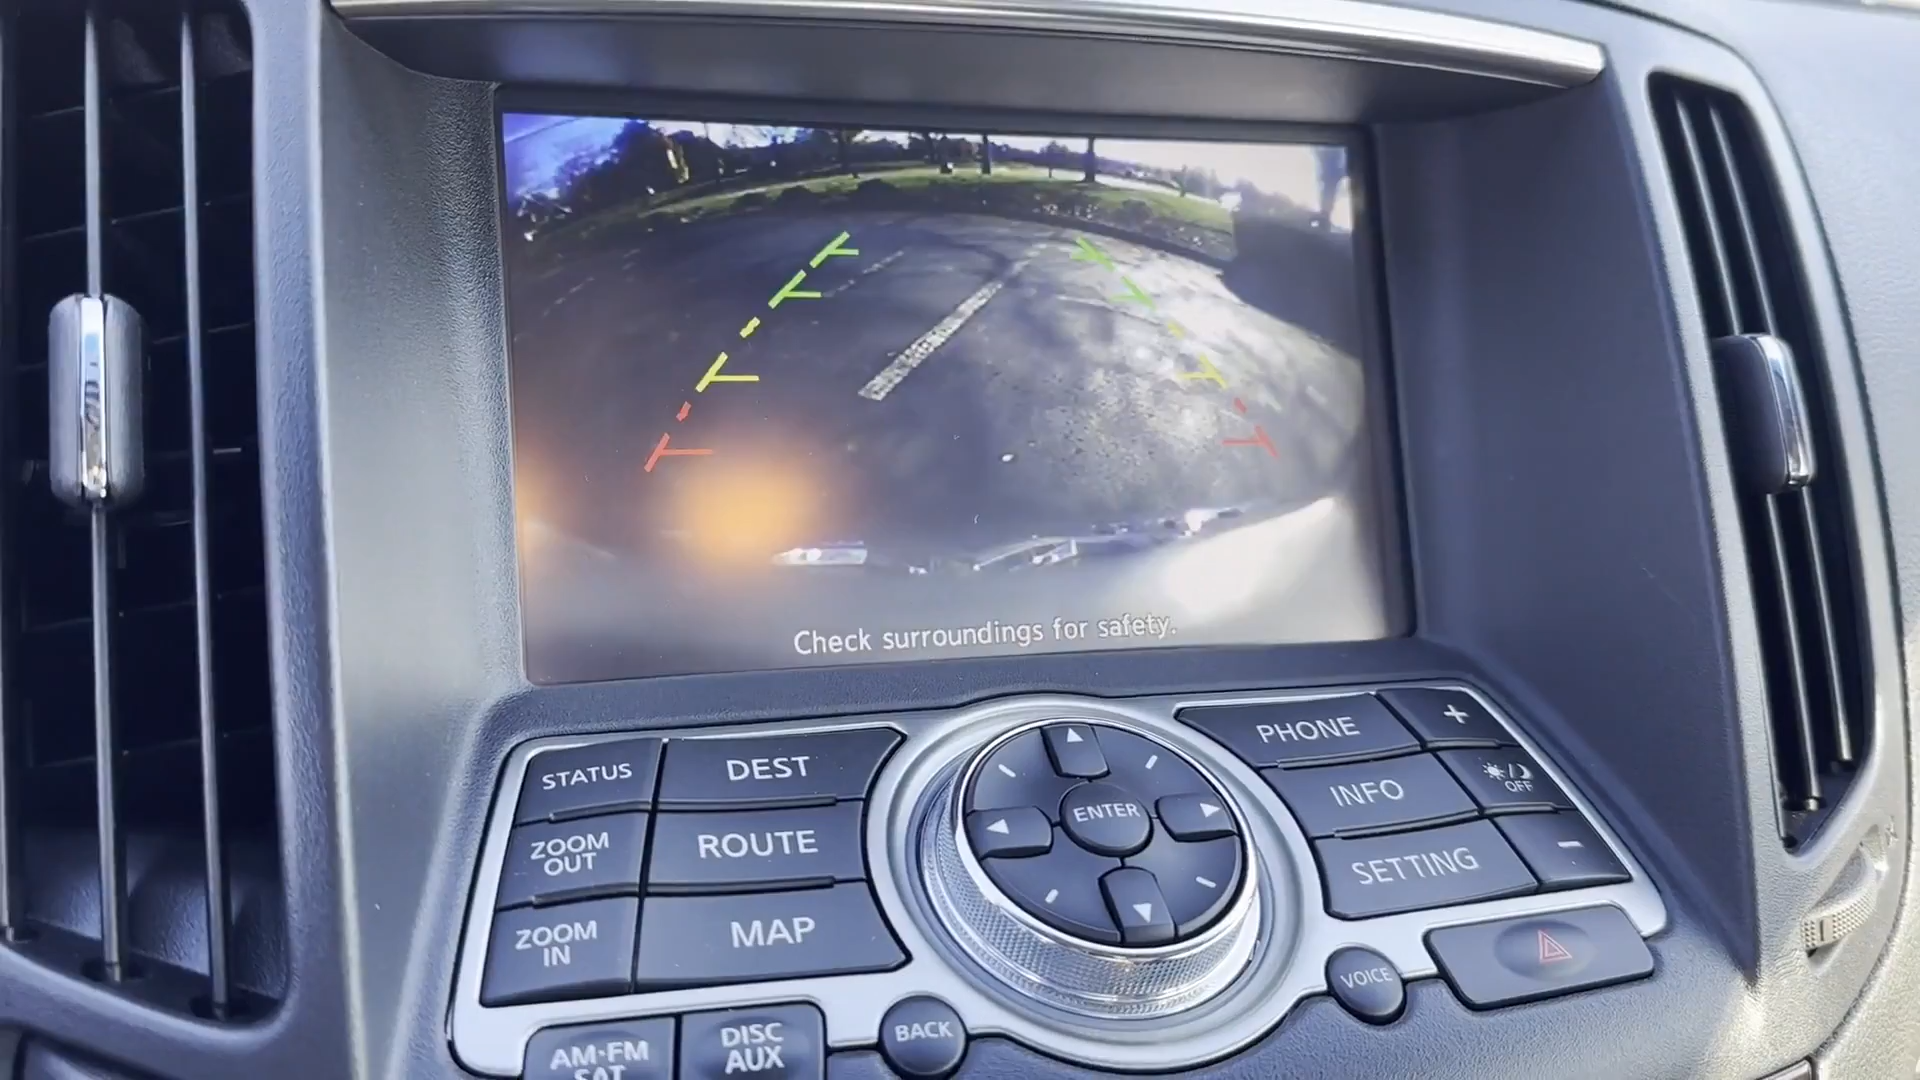 Check surroundings for safety.
STATUS
DEST
PHONE
+
ZOOM
OUT
ROUTE
ENTER
INFO
OFF
ZOOM
IN
MAP
SETTING
-
VOICE
AM·FM
SAT
DISC
AUX
BACK